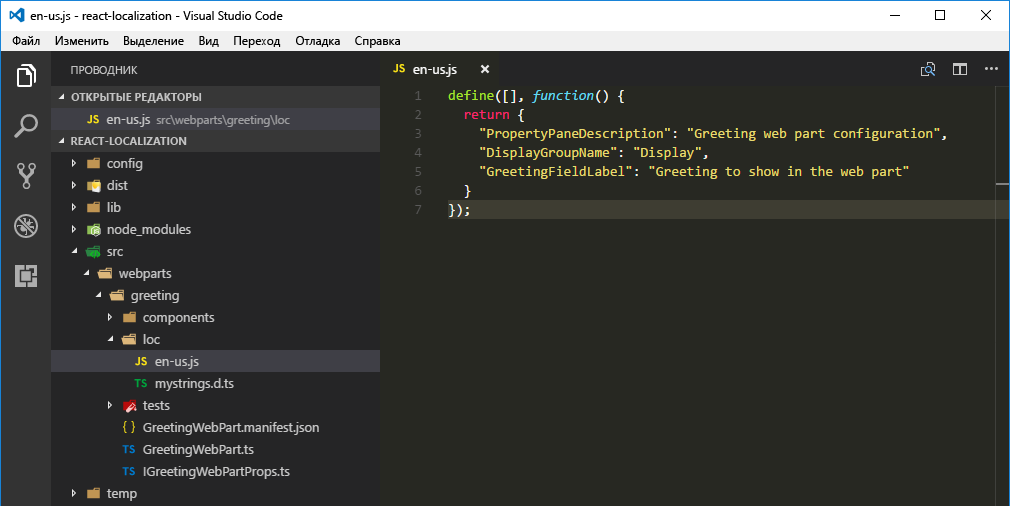 en-us.js - react-localization - Visual Studio Code
Файл Изменить Выделение Вид Переход Отладка Справка
ПРОВОДНИК
ОТКРЫТЫЕ РЕДАКТОРЫ
JS en-us.js src\webparts\greeting\loc
REACT-LOCALIZATION
config
dist
lib
node_modules
src
webparts
greeting
components
loc
JS en-us.js
TS mystrings.d.ts
tests
{ } GreetingWebPart.manifest.json
TS GreetingWebPart.ts
TS IGreetingWebPartProps.ts
temp
JS en-us.js
1 define([], function() {
2 return {
3 "PropertyPaneDescription": "Greeting web part configuration",
4 "DisplayGroupName": "Display",
5 "GreetingFieldLabel": "Greeting to show in the web part"
6 }
7 });